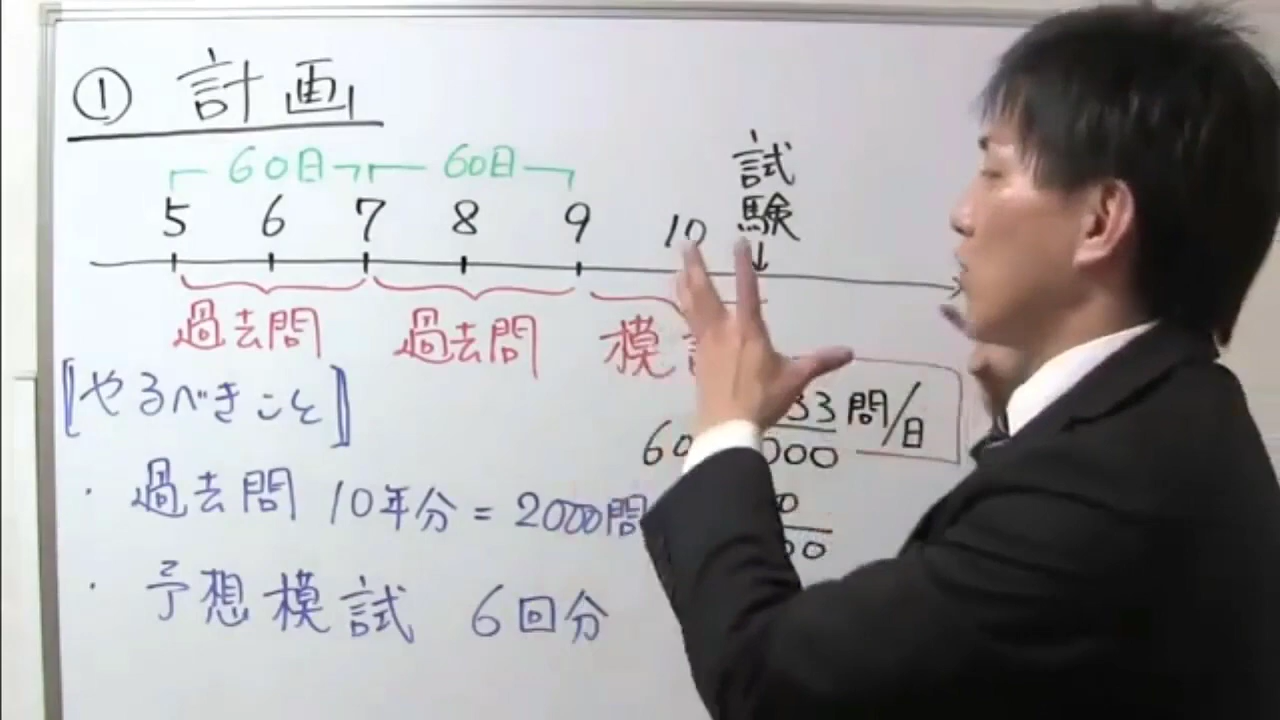 ① 計画
60日 60日
試験
5 6 7 8 9 10
過去問 過去問 模
[やるべきこと]
33問/日
60 000
・過去問 10年分=2000問
・予想模試 6回分